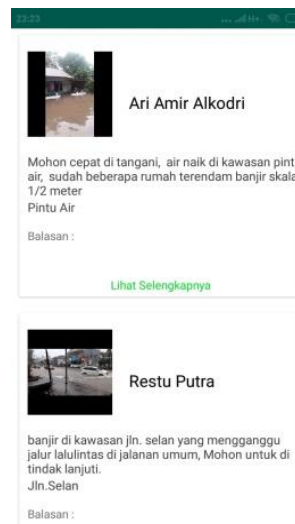 23:23
... H+
Ari Amir Alkodri
Mohon cepat di tangani, air naik di kawasan pint
air, sudah beberapa rumah terendam banjir skala
1/2 meter
Pintu Air
Balasan :
Lihat Selengkapnya
Restu Putra
banjir di kawasan jln. selan yang mengganggu
jalur lalulintas di jalanan umum, Mohon untuk di
tindak lanjuti.
Jln.Selan
Balasan :